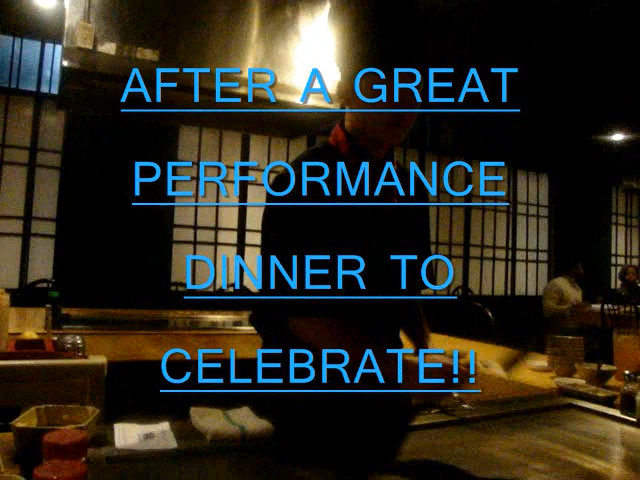 AFTER A GREAT
PERFORMANCE
DINNER TO
CELEBRATE!!